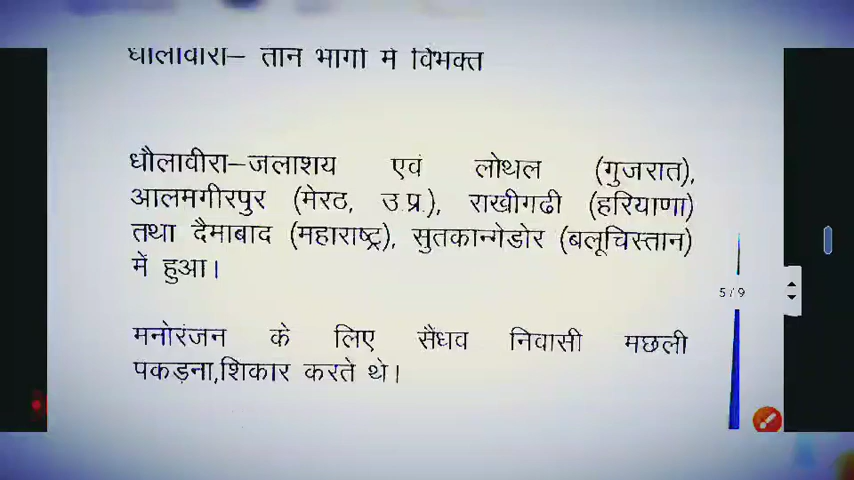 धौलावीरा– तीन भागों में विभक्त
धौलावीरा–जलाशय एवं लोथल (गुजरात),
आलमगीरपुर (मेरठ, उ.प्र.), राखीगढी (हरियाणा)
तथा दैमाबाद (महाराष्ट्र), सुतकान्गेडोर (बलूचिस्तान)
में हुआ।
5/9
मनोरंजन के लिए सैंधव निवासी मछली
पकड़ना,शिकार करते थे।